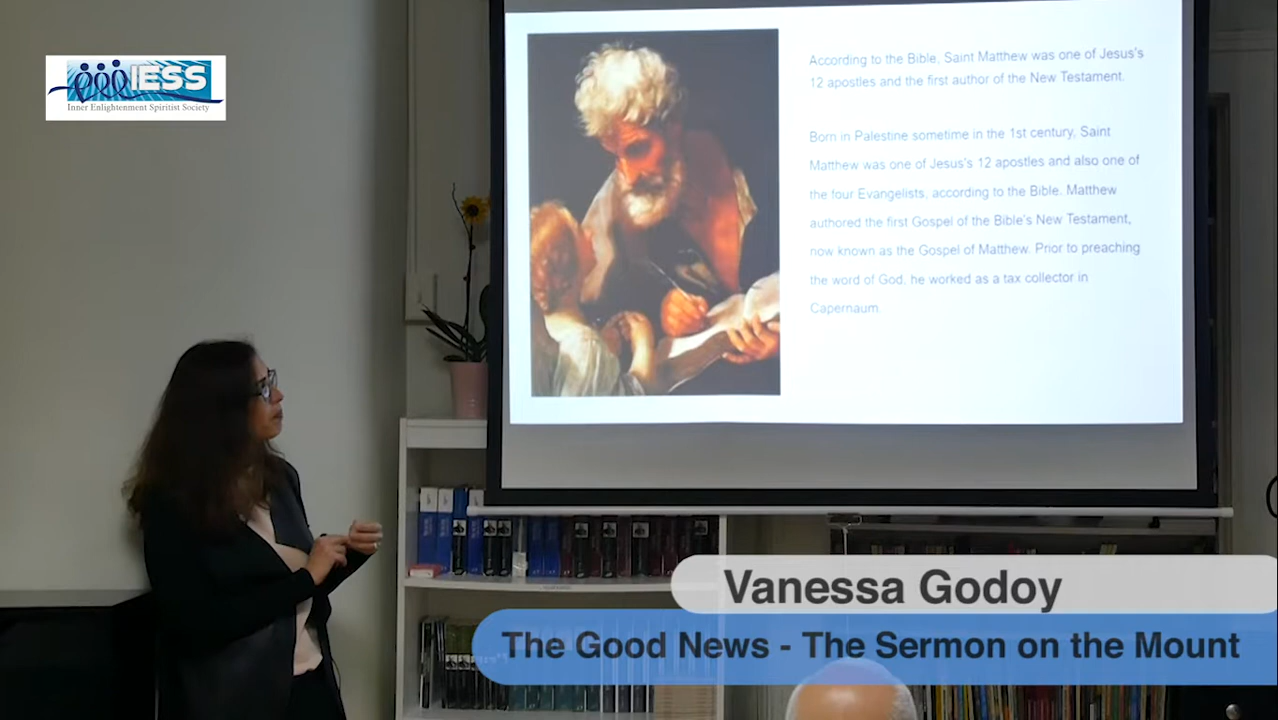 IESS
Inner Enlightenment Spiritist Society
According to the Bible, Saint Matthew was one of Jesus's
12 apostles and the first author of the New Testament.
Born in Palestine sometime in the 1st century, Saint
Matthew was one of Jesus's 12 apostles and also one of
the four Evangelists, according to the Bible. Matthew
authored the first Gospel of the Bible's New Testament,
now known as the Gospel of Matthew. Prior to preaching
the word of God, he worked as a tax collector in
Capernaum.
Vanessa Godoy
The Good News - The Sermon on the Mount